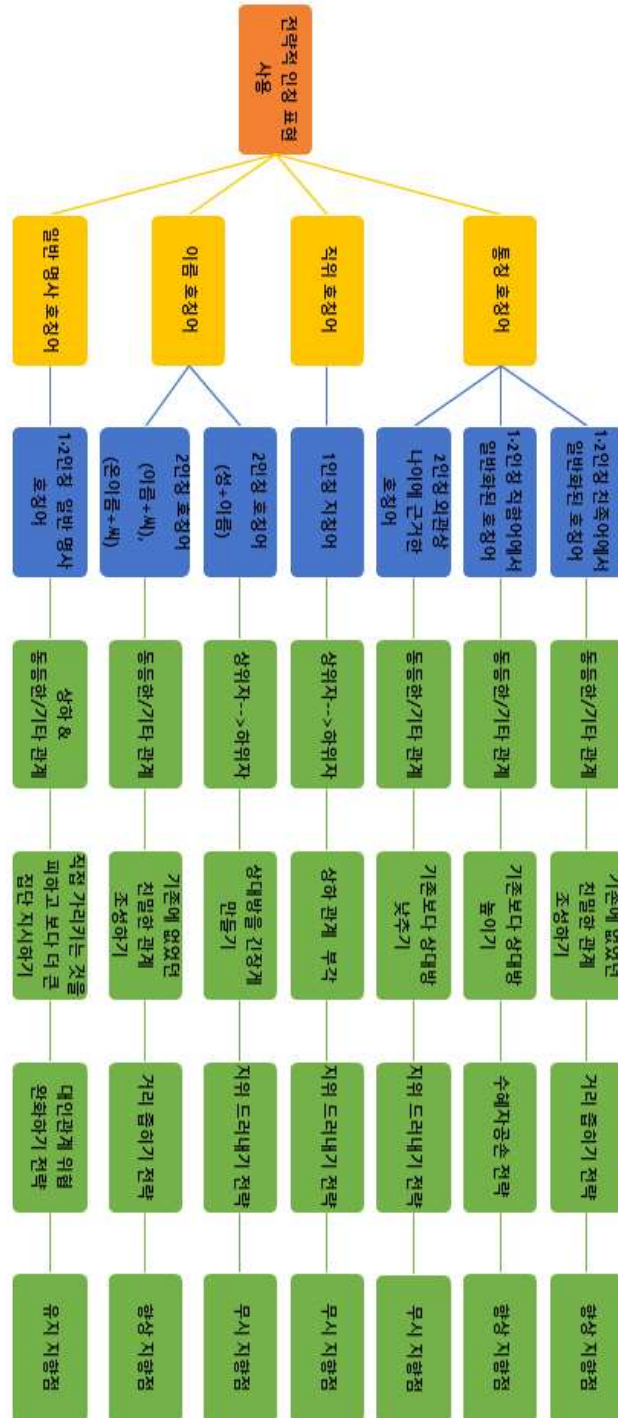 전략적 인칭 표현
사용
통칭 호칭어
1·2인칭 친족어에서
일반화된 호칭어
동등한/기타 관계
기존에 없었던
친밀한 관계
조성하기
거리 좁히기 전략
향상 지향점
1·2인칭 직함어에서
일반화된 호칭어
동등한/기타 관계
기존보다 상대방
높이기
수혜자공손 전략
향상 지향점
2인칭 외관상
나이에 근거한
호칭어
동등한/기타 관계
기존보다 상대방
낮추기
지위 드러내기 전략
무시 지향점
직위 호칭어
1인칭 지칭어
상위자-->하위자
상하 관계 부각
지위 드러내기 전략
무시 지향점
이름 호칭어
2인칭 호칭어
(성+이름)
상위자-->하위자
상대방을 긴장게
만들기
지위 드러내기 전략
무시 지향점
2인칭 호칭어
(이름+씨),
(온이름+씨)
동등한/기타 관계
기존에 없었던
친밀한 관계
조성하기
거리 좁히기 전략
향상 지향점
일반 명사 호칭어
1·2인칭 일반 명사
호칭어
상하 &
동등한/기타 관계
직접 가리키는 것을
피하고 보다 더 큰
집단 지시하기
대인관계 위협
완화하기 전략
유지 지향점